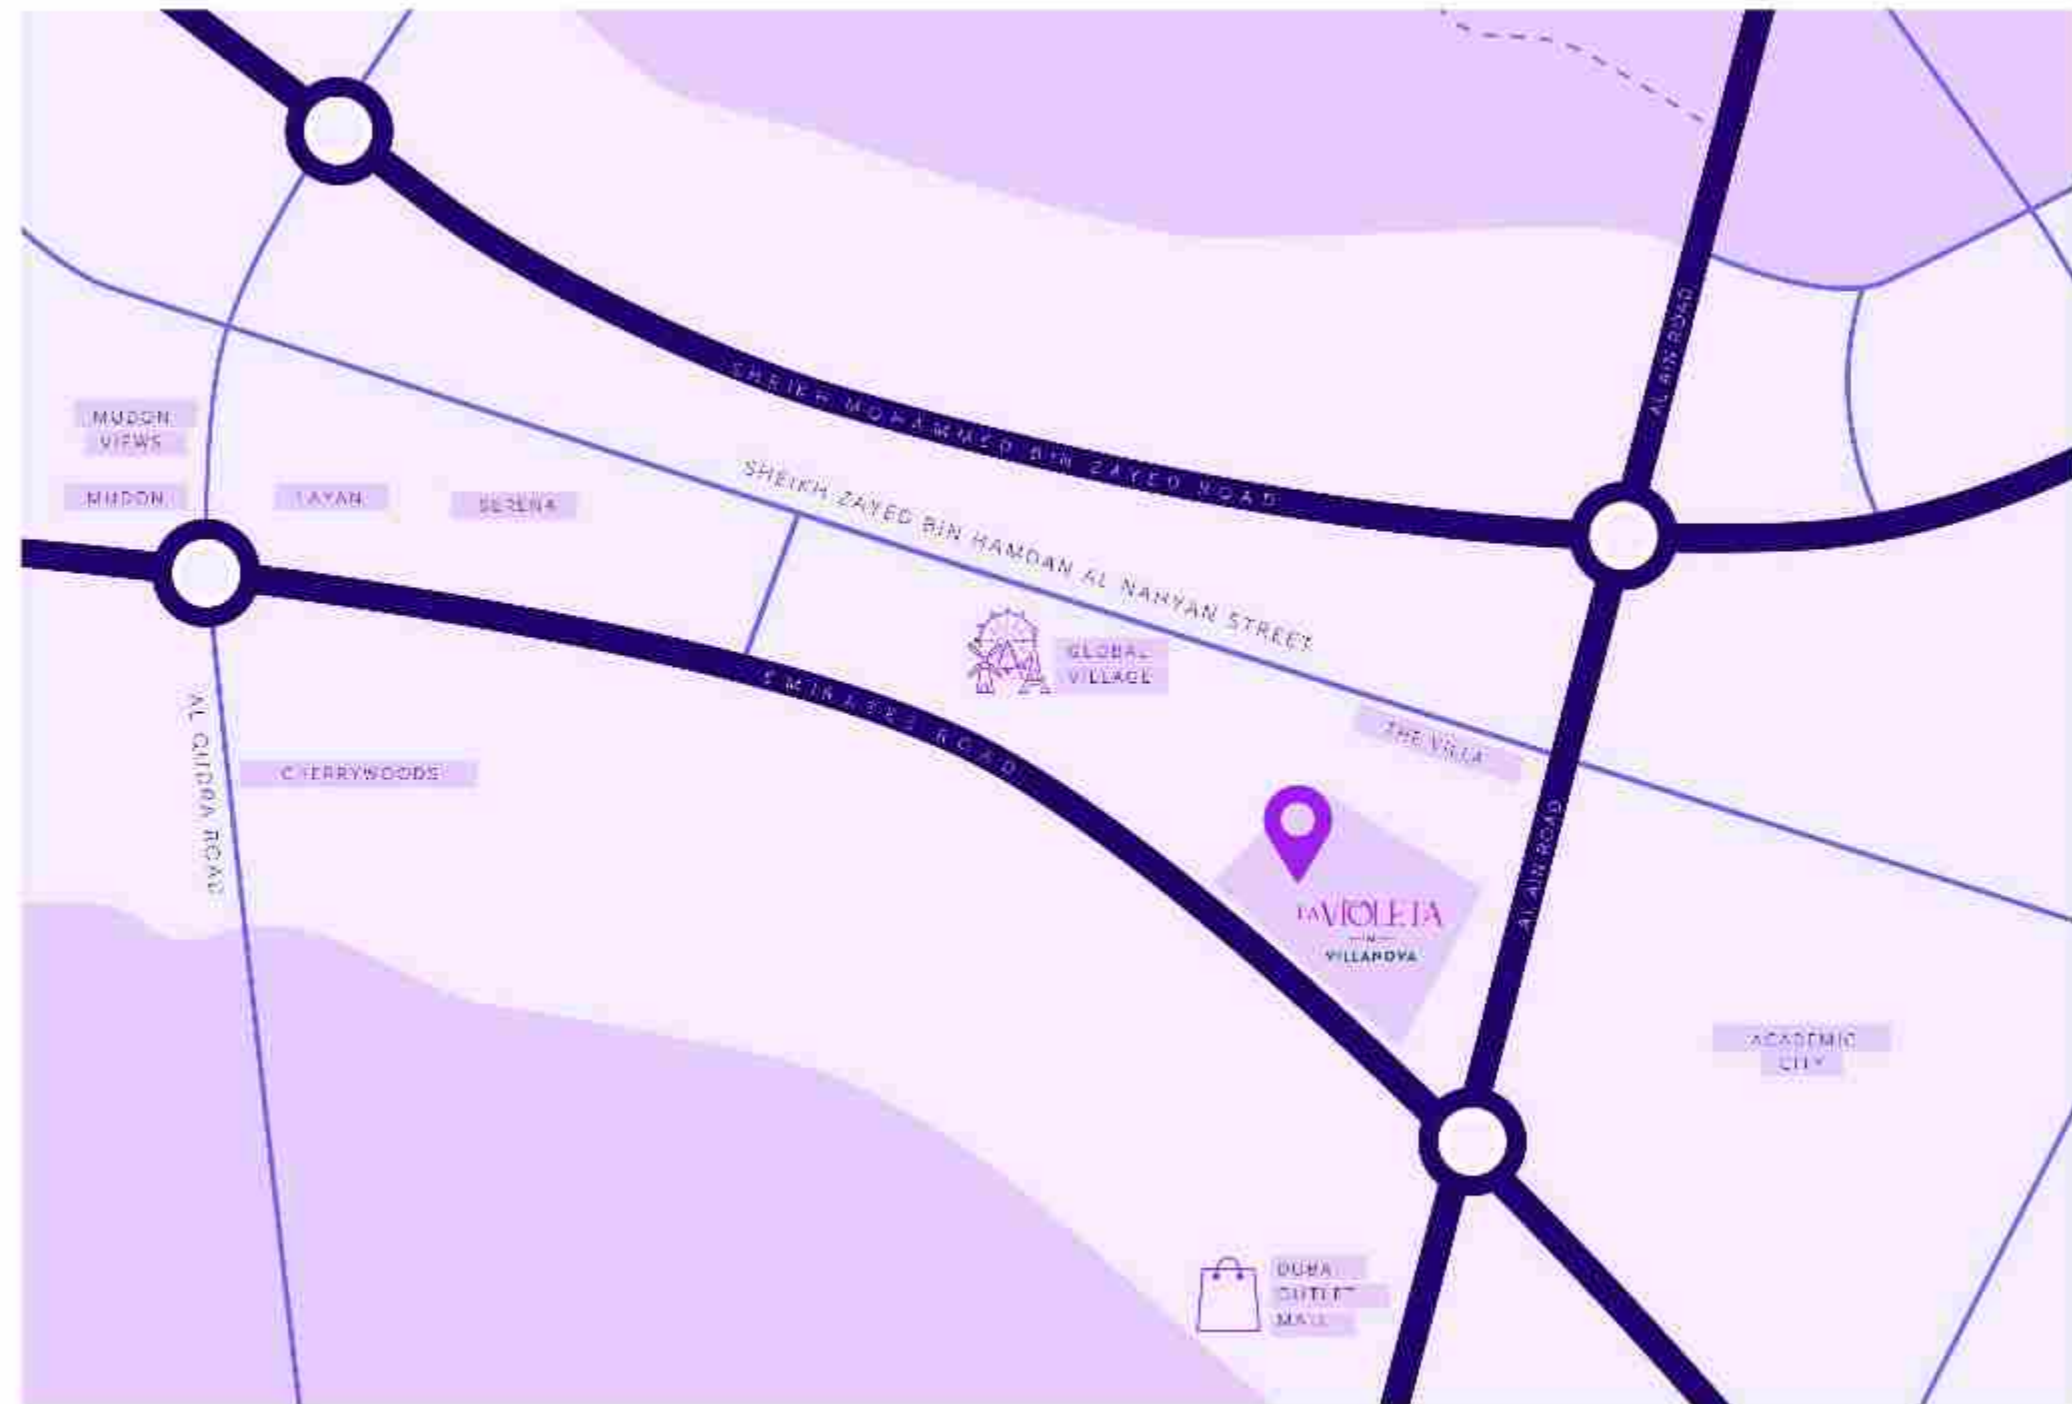 AL AIN ROAD
SHEIKH MOHAMMED BIN ZAYED ROAD
MUDON
VIEWS
MUDON
LAYAN
SERENA
SHEIKH ZAYED BIN HAMDAN AL NAHYAN STREET
GLOBAL
VILLAGE
EMIRATES ROAD
THE VILLA
AL QUDRA ROAD
CHERRYWOODS
AL AIN ROAD
LA VIOLETA
IN
VILLANOVA
ACADEMIC
CITY
DUBAI
OUTLET
MALL